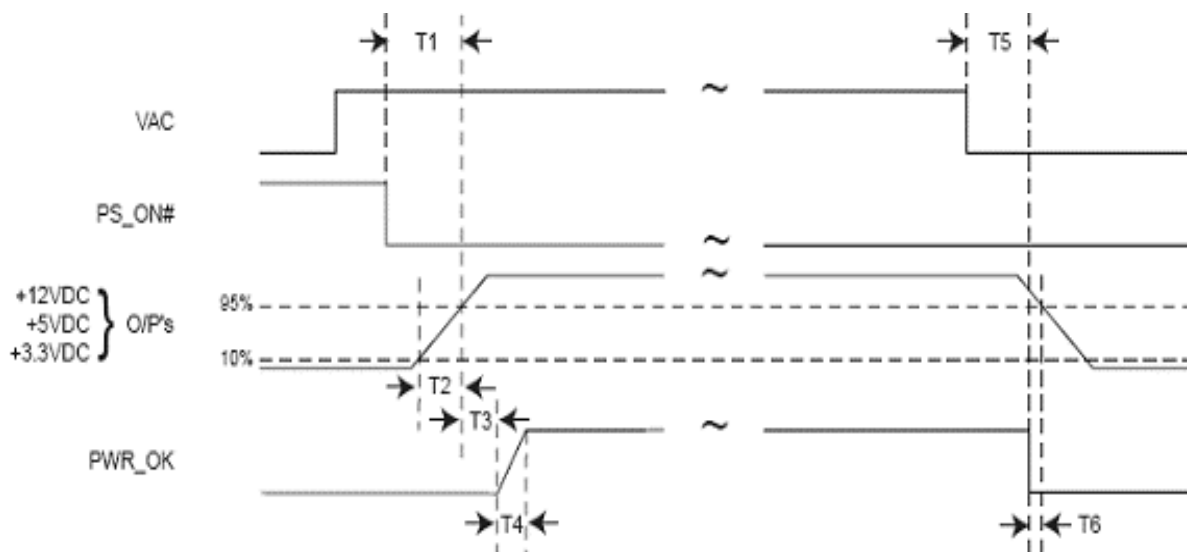 T1
T5
VAC
~
PS_ON#
~
~
+12VDC
+5VDC
+3.3VDC
} O/P's
95%
10%
T2
T3
PWR_OK
~
T4
T6